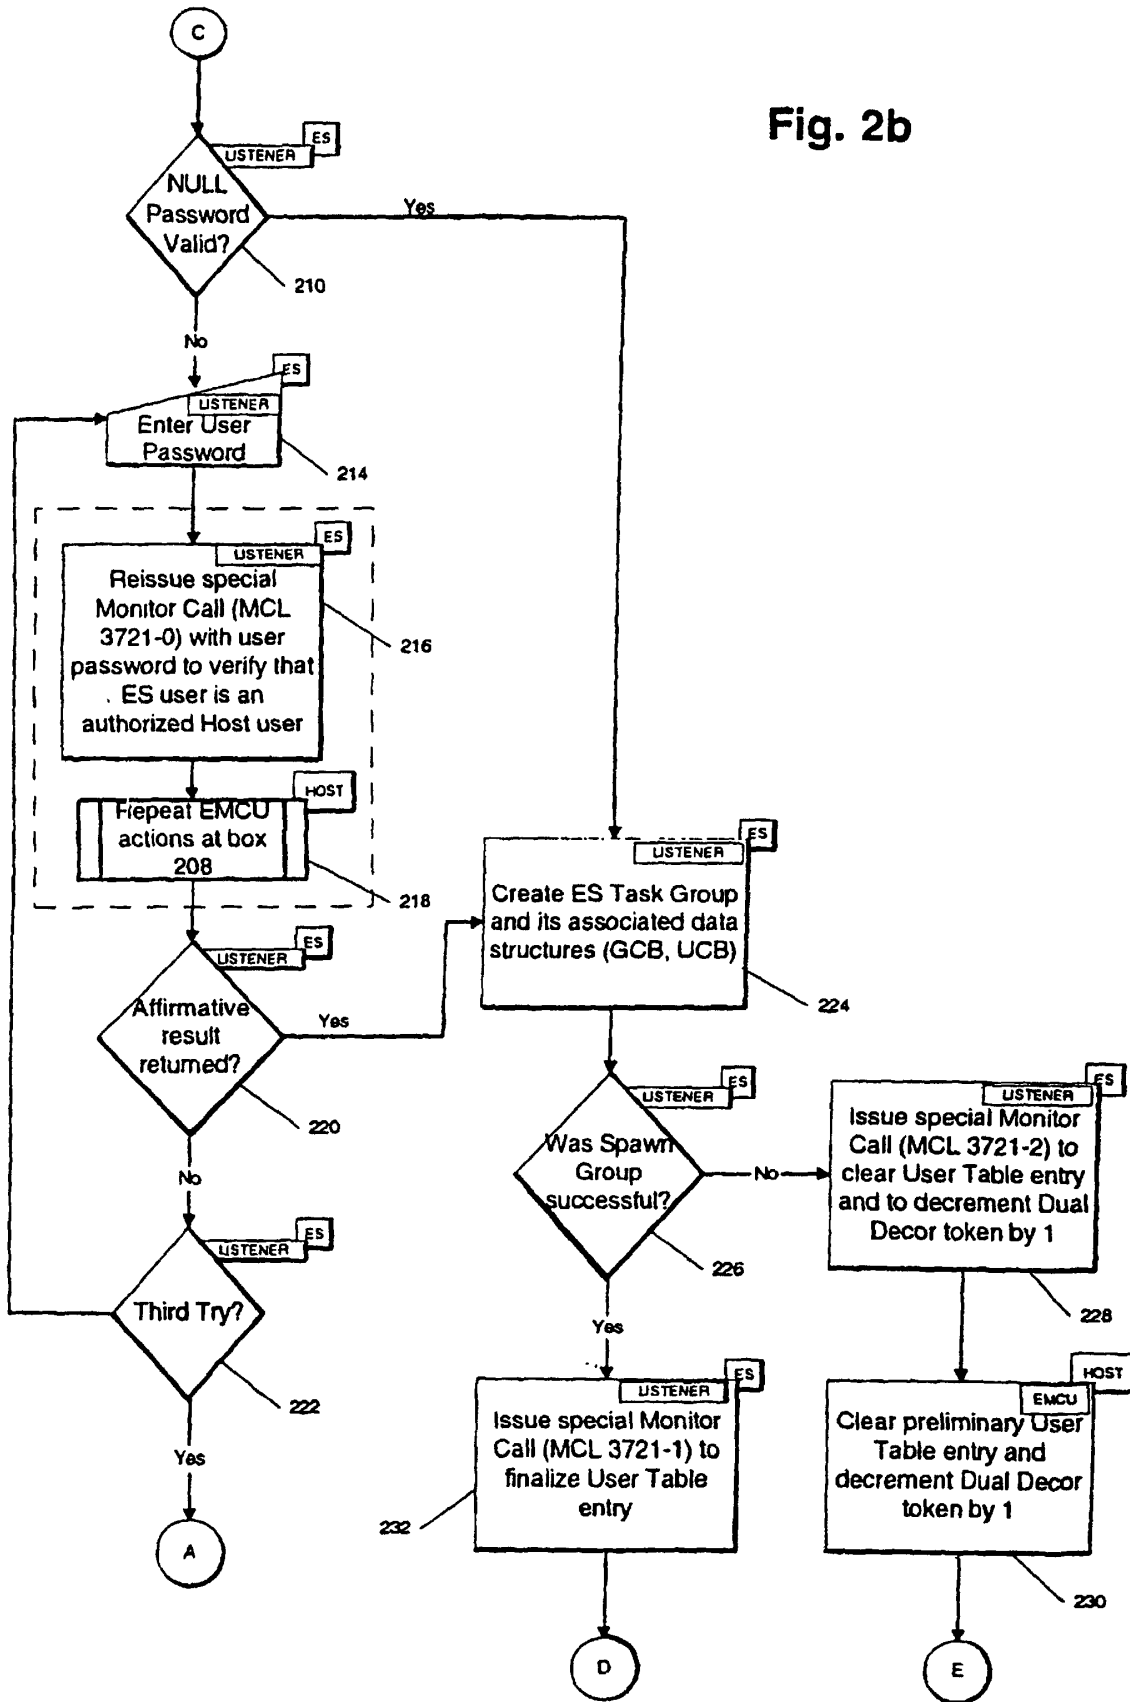 C
Fig. 2b
ES
LISTENER
NULL
Password
Valid?
Yes
210
No
ES
LISTENER
Enter User
Password
214
ES
LISTENER
Reissue special
Monitor Call (MCL
3721-0) with user
password to verify that
ES user is an
authorized Host user
216
HOST
Repeat EMCU
actions at box
208
218
ES
LISTENER
Affirmative
result
returned?
Yes
220
No
ES
LISTENER
Third Try?
222
Yes
A
ES
LISTENER
Create ES Task Group
and its associated data
structures (GCB, UCB)
224
ES
LISTENER
Was Spawn
Group
successful?
No
226
Yes
ES
LISTENER
Issue special Monitor
Call (MCL 3721-1) to
finalize User Table
entry
232
D
ES
LISTENER
Issue special Monitor
Call (MCL 3721-2) to
clear User Table entry
and to decrement Dual
Decor token by 1
228
HOST
EMCU
Clear preliminary User
Table entry and
decrement Dual Decor
token by 1
230
E